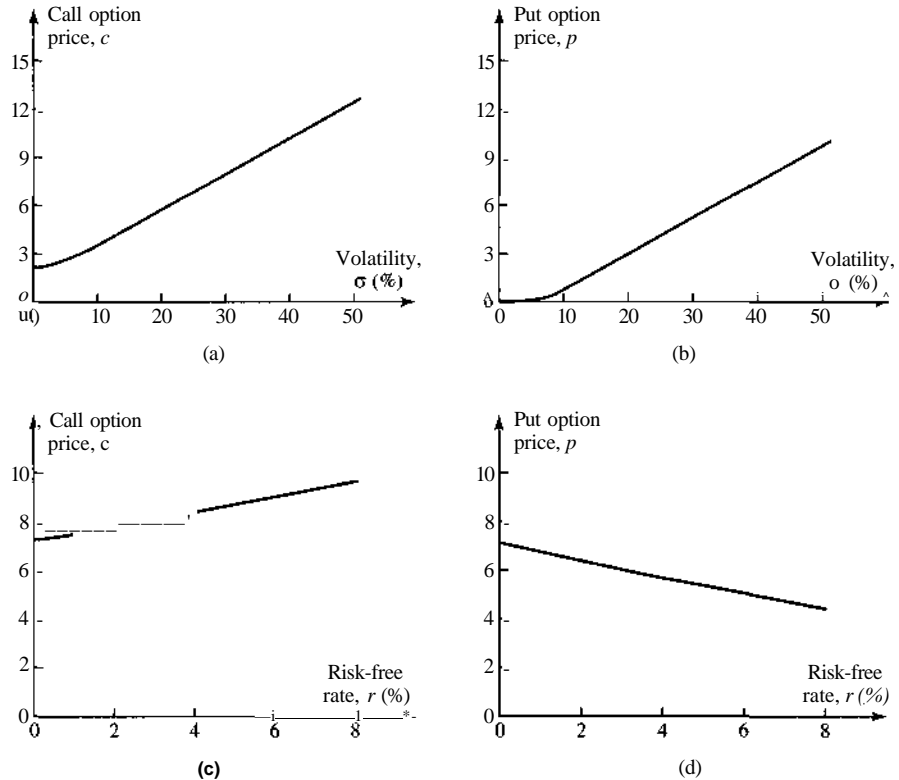 Call option
price, c
15
12
9
6
3
o
u()
10
20
30
40
50
Volatility,
σ (%)
(a)
Put option
price, p
15
12
9
6
3
0
10
20
30
40
50
Volatility,
o (%)
(b)
Call option
price, c
10
8
6
4
2
0
0
2
4
6
8
Risk-free
rate, r (%)
(c)
Put option
price, p
10
8
6
4
2
0
0
2
4
6
8
Risk-free
rate, r (%)
(d)